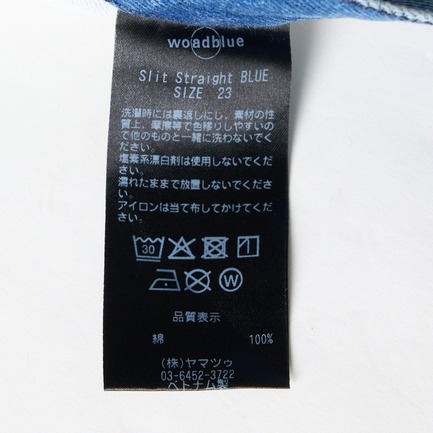 woadblue
Slit Straight BLUE
SIZE 23
洗濯時には裏返しにし、素材の性
質上、摩擦等で色移りしやすいの
で他のものと一緒に洗わないでく
ださい。
塩素系漂白剤は使用しないでくだ
さい。
濡れたままで放置しないでくださ
い。
アイロンは当て布してかけてくだ
さい。
30
W
品質表示
綿 100%
(株)ヤマツゥ
03-6452-3722
ベトナム製